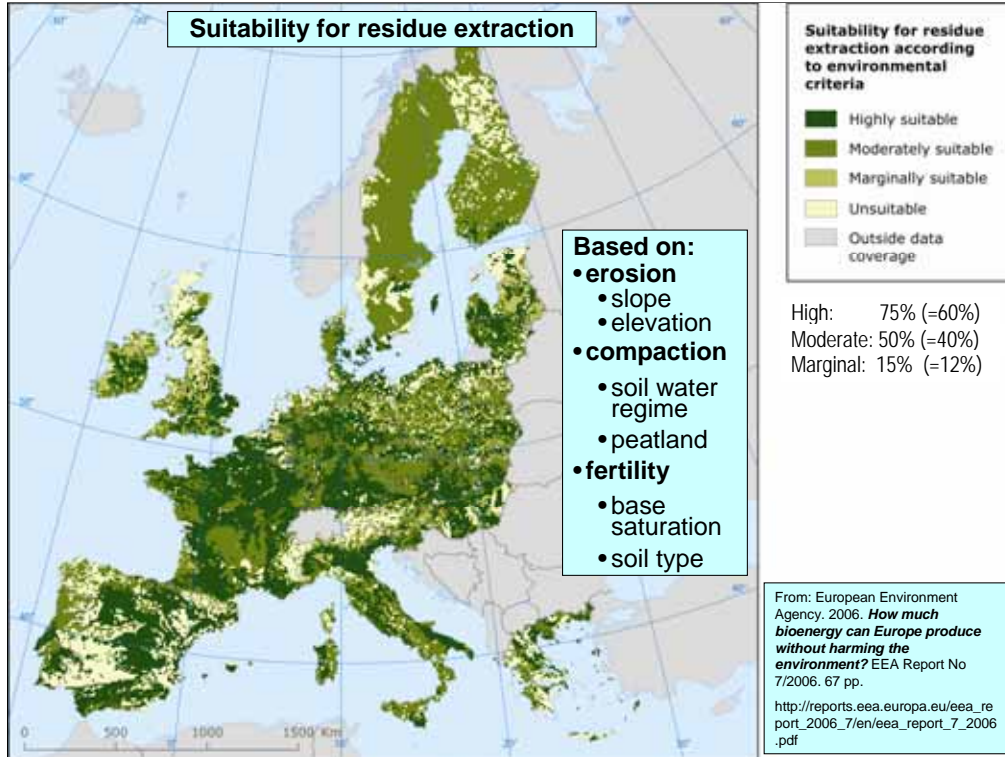 Suitability for residue extraction
Suitability for residue
extraction according
to environmental
criteria
Highly suitable
Moderately suitable
Marginally suitable
Unsuitable
Outside data
coverage
High: 75% (=60%)
Moderate: 50% (=40%)
Marginal: 15% (=12%)
Based on:
•erosion
•slope
•elevation
•compaction
•soil water
regime
•peatland
•fertility
•base
saturation
•soil type
From: European Environment
Agency. 2006. How much
bioenergy can Europe produce
without harming the
environment? EEA Report No
7/2006. 67 pp.
http://reports.eea.europa.eu/eea_re
port_2006_7/en/eea_report_7_2006
.pdf
0 500 1000 1500 Km